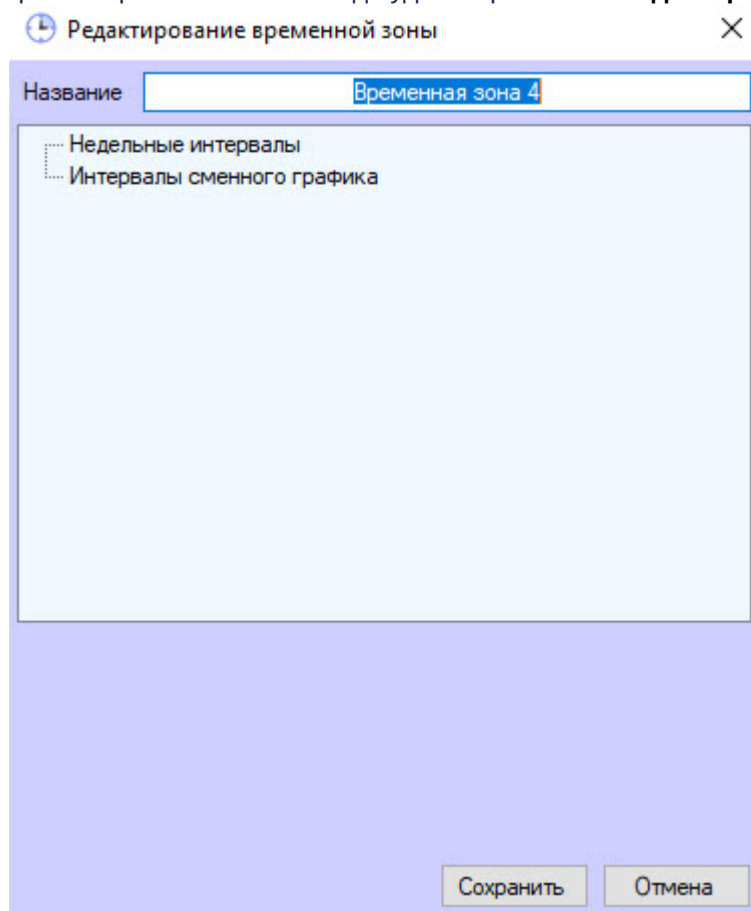 Редактирование временной зоны
Название Временная зона 4
Недельные интервалы
Интервалы сменного графика
Сохранить Отмена